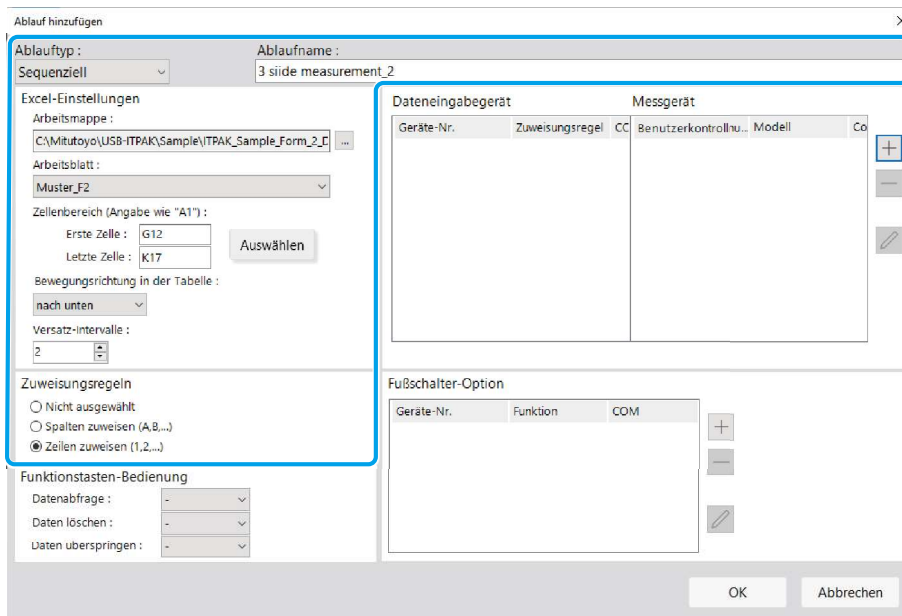 Ablauf hinzufügen
Ablauftyp :
Ablaufname :
Sequenziell
3 siide measurement_2
Excel-Einstellungen
Arbeitsmappe :
C:\Mitutoyo\USB-ITPAK\Sample\ITPAK_Sample_Form_2_D
...
Arbeitsblatt :
Muster_F2
Zellenbereich (Angabe wie "A1") :
Erste Zelle :
G12
Auswählen
Letzte Zelle :
K17
Bewegungsrichtung in der Tabelle :
nach unten
Versatz-Intervalle :
2
Zuweisungsregeln
Nicht ausgewählt
Spalten zuweisen (A,B,...)
Zeilen zuweisen (1,2,...)
Funktionstasten-Bedienung
Datenabfrage :
-
Daten löschen :
-
Daten uberspringen :
-
Dateneingabegerät
Messgerät
Geräte-Nr.
Zuweisungsregel
CC
Benutzerkontrollnu...
Modell
Co
Fußschalter-Option
Geräte-Nr.
Funktion
COM
OK
Abbrechen